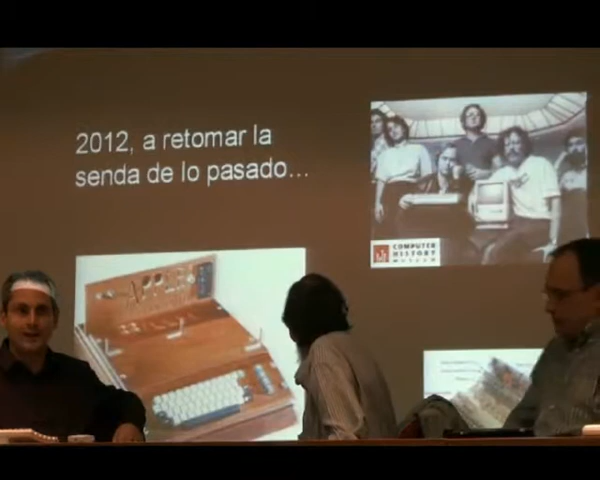 2012, a retomar la
senda de lo pasado...
COMPUTER
HISTORY
MUSEUM